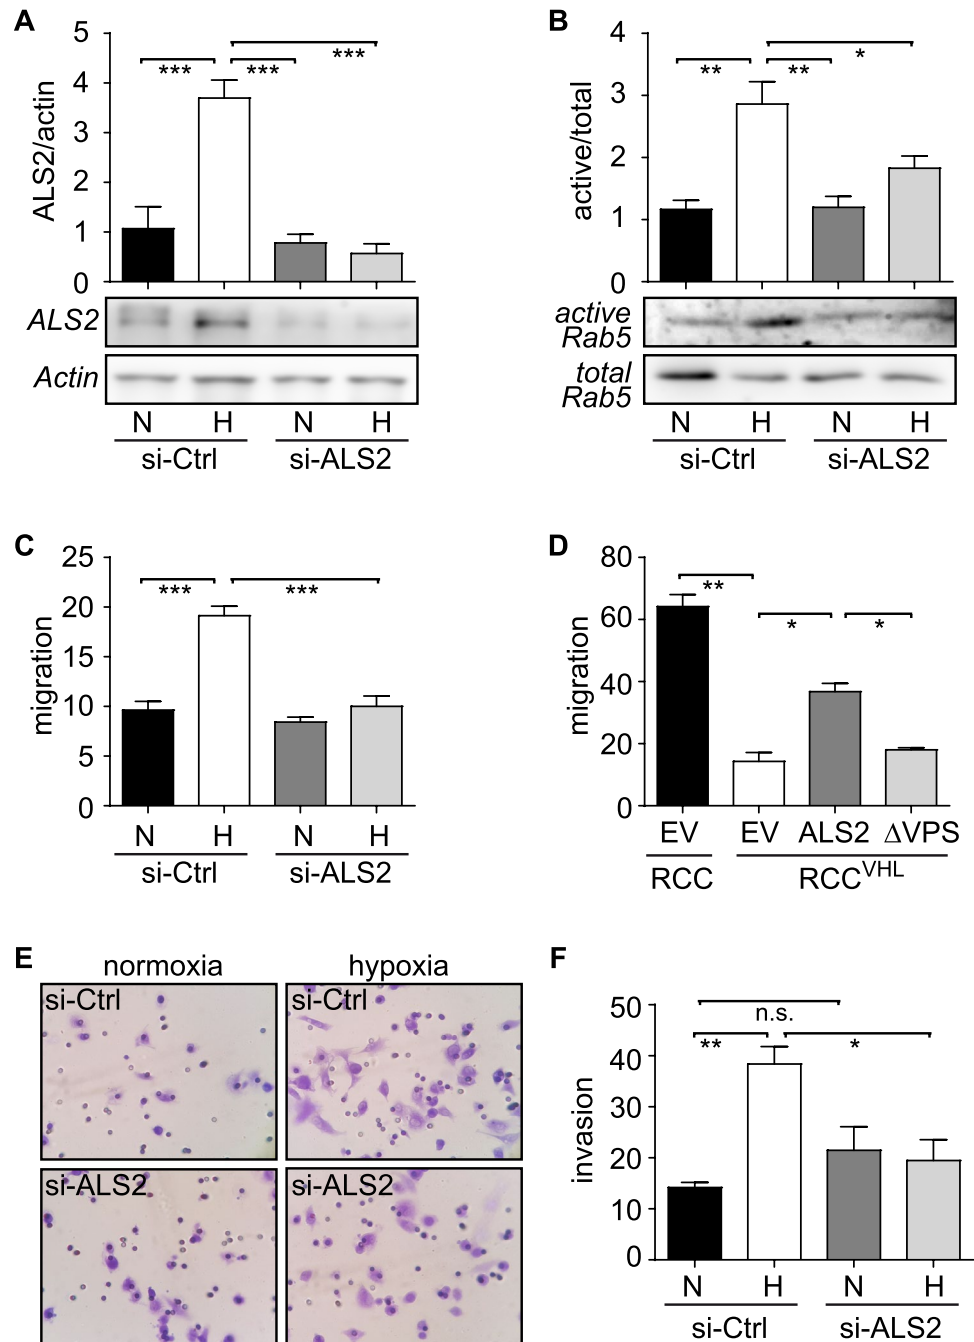 A
ALS2/actin
5
4
3
2
1
0
***
***
***
ALS2
Actin
N H N H
si-Ctrl si-ALS2
B
active/total
4
3
2
1
0
**
**
*
active
Rab5
total
Rab5
N H N H
si-Ctrl si-ALS2
C
migration
25
20
15
10
5
0
***
***
N H N H
si-Ctrl si-ALS2
D
migration
80
60
40
20
0
**
*
*
EV EV ALS2 ΔVPS
RCC RCC^VHL
E
normoxia hypoxia
si-Ctrl si-Ctrl
si-ALS2 si-ALS2
F
invasion
50
40
30
20
10
0
n.s.
**
*
N H N H
si-Ctrl si-ALS2